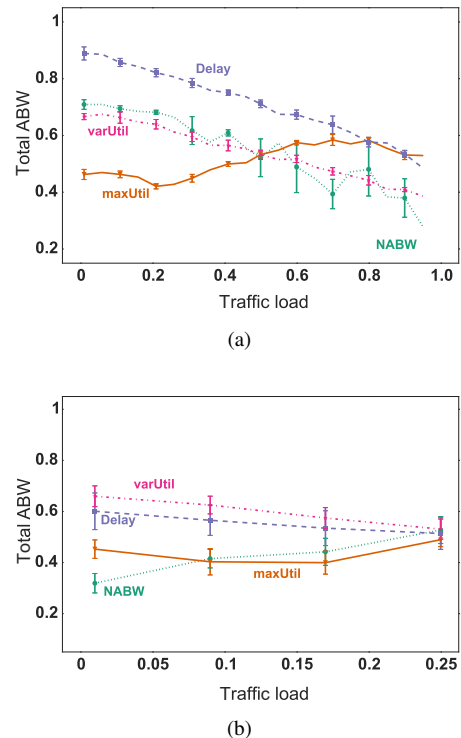 1
0.8
0.6
0.4
0.2
Total ABW
Delay
varUtil
maxUtil
NABW
0 0.2 0.4 0.6 0.8 1.0
Traffic load
(a)
1
0.8
0.6
0.4
0.2
Total ABW
varUtil
Delay
maxUtil
NABW
0 0.05 0.1 0.15 0.2 0.25
Traffic load
(b)